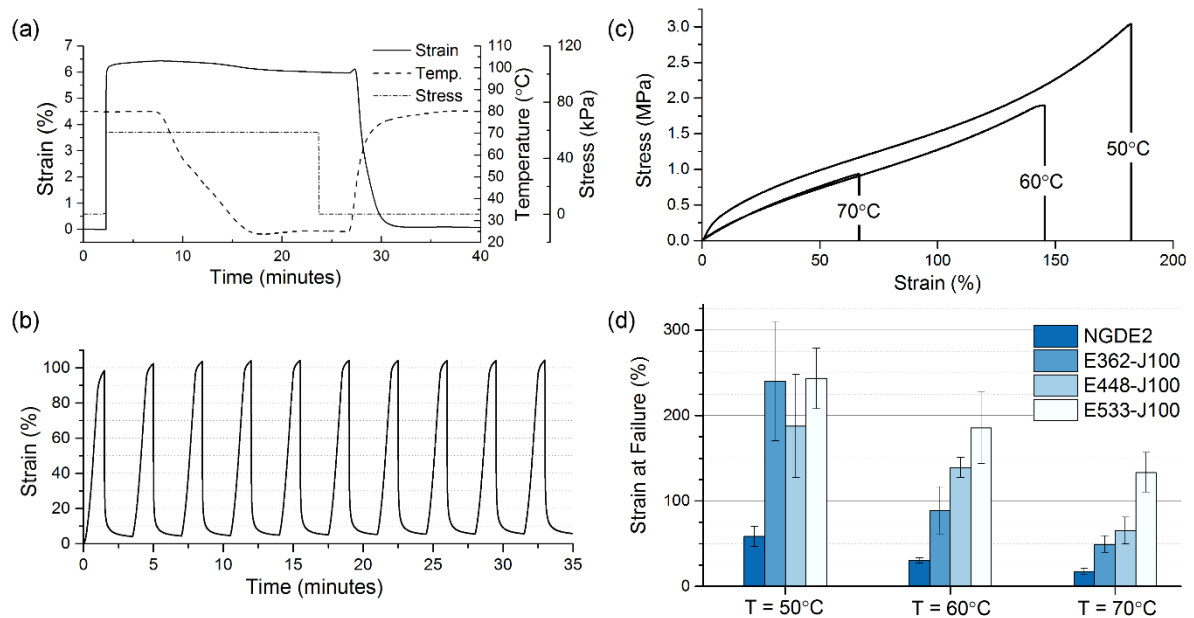 (a)
7
6
5
4
3
2
1
0
Strain (%)
0 10 20 30 40
Time (minutes)
Strain
Temp.
Stress
110
100
90
80
70
60
50
40
30
20
Temperature (°C)
120
80
40
0
Stress (kPa)
(b)
100
80
60
40
20
0
Strain (%)
0 5 10 15 20 25 30 35
Time (minutes)
(c)
3.0
2.5
2.0
1.5
1.0
0.5
0.0
Stress (MPa)
70°C
60°C
50°C
0 50 100 150 200
Strain (%)
(d)
300
250
200
150
100
50
0
Strain at Failure (%)
NGDE2
E362-J100
E448-J100
E533-J100
T = 50°C T = 60°C T = 70°C